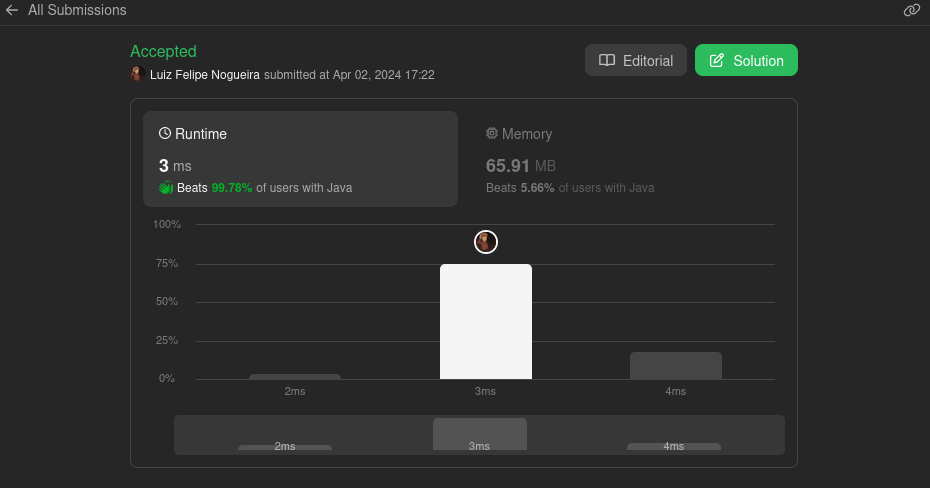 All Submissions
Accepted
Luiz Felipe Nogueira submitted at Apr 02, 2024 17:22
Editorial
Solution
Runtime
3 ms
Beats 99.78% of users with Java
Memory
65.91 MB
Beats 5.66% of users with Java
100%
75%
50%
25%
0%
2ms
3ms
4ms
2ms
3ms
4ms